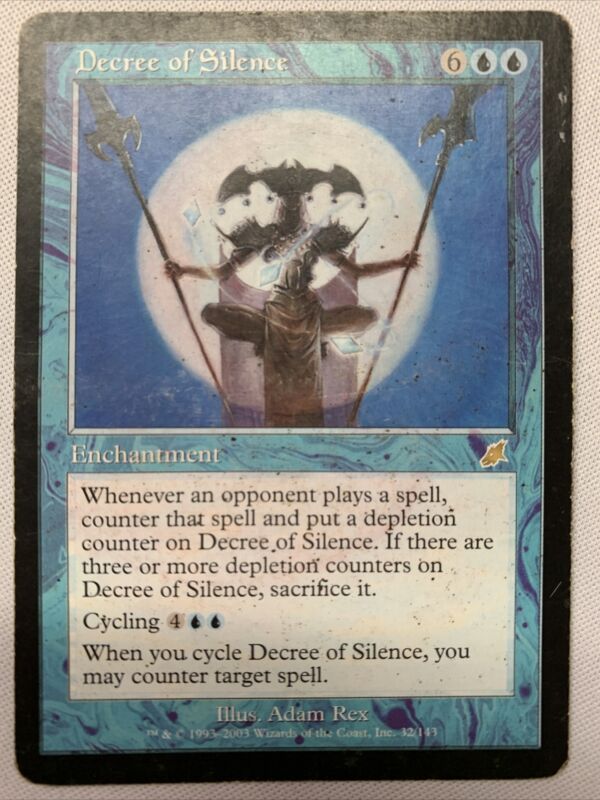 Decree of Silence 6
Enchantment
Whenever an opponent plays a spell,
counter that spell and put a depletion
counter on Decree of Silence. If there are
three or more depletion counters on
Decree of Silence, sacrifice it.
Cycling 4
When you cycle Decree of Silence, you
may counter target spell.
Illus. Adam Rex
™ & © 1993-2003 Wizards of the Coast, Inc. 32/143